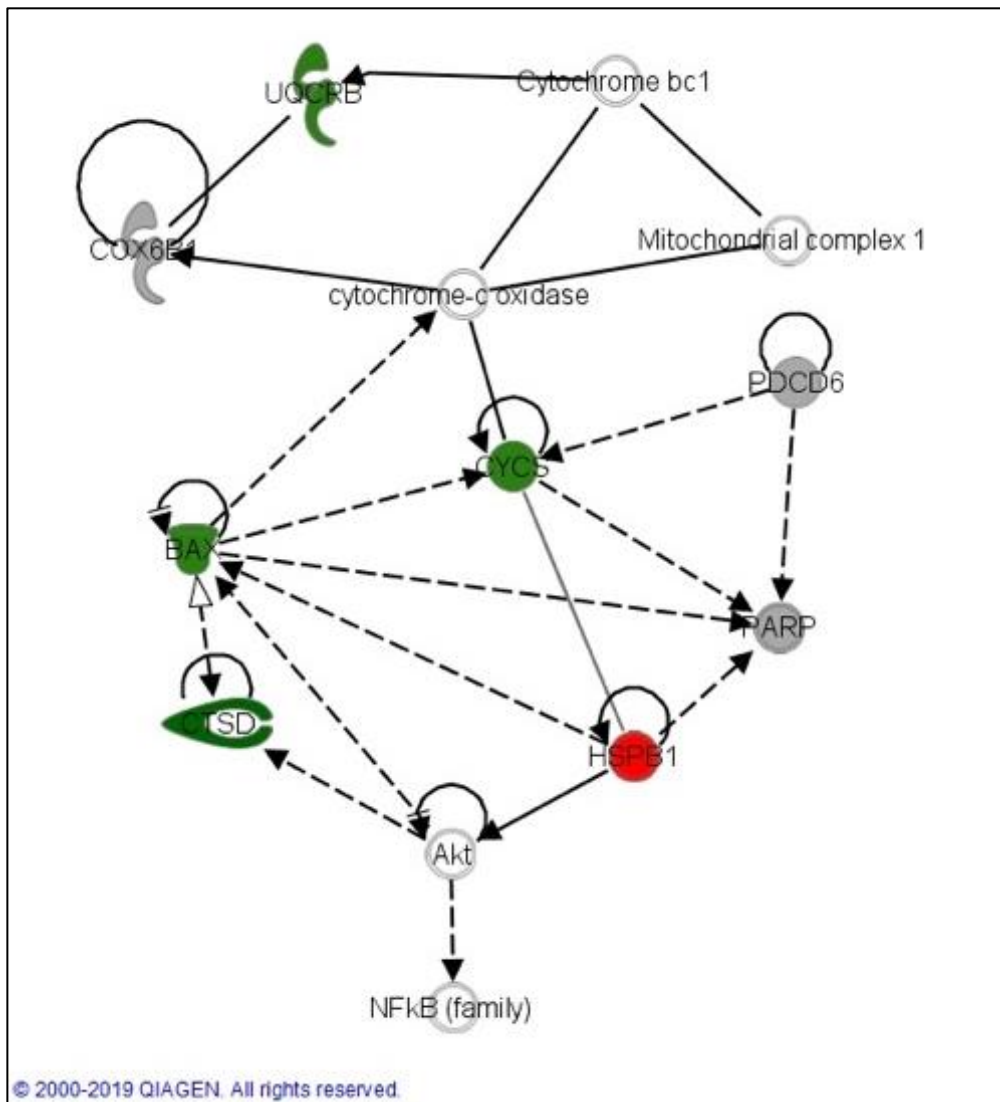 UQCRB
Cytochrome bc1
COX6B1
Mitochondrial complex 1
cytochrome-c oxidase
PDCD6
CYCS
BAX
PARP
CTSD
HSPB1
Akt
NFkB (family)
© 2000-2019 QIAGEN. All rights reserved.